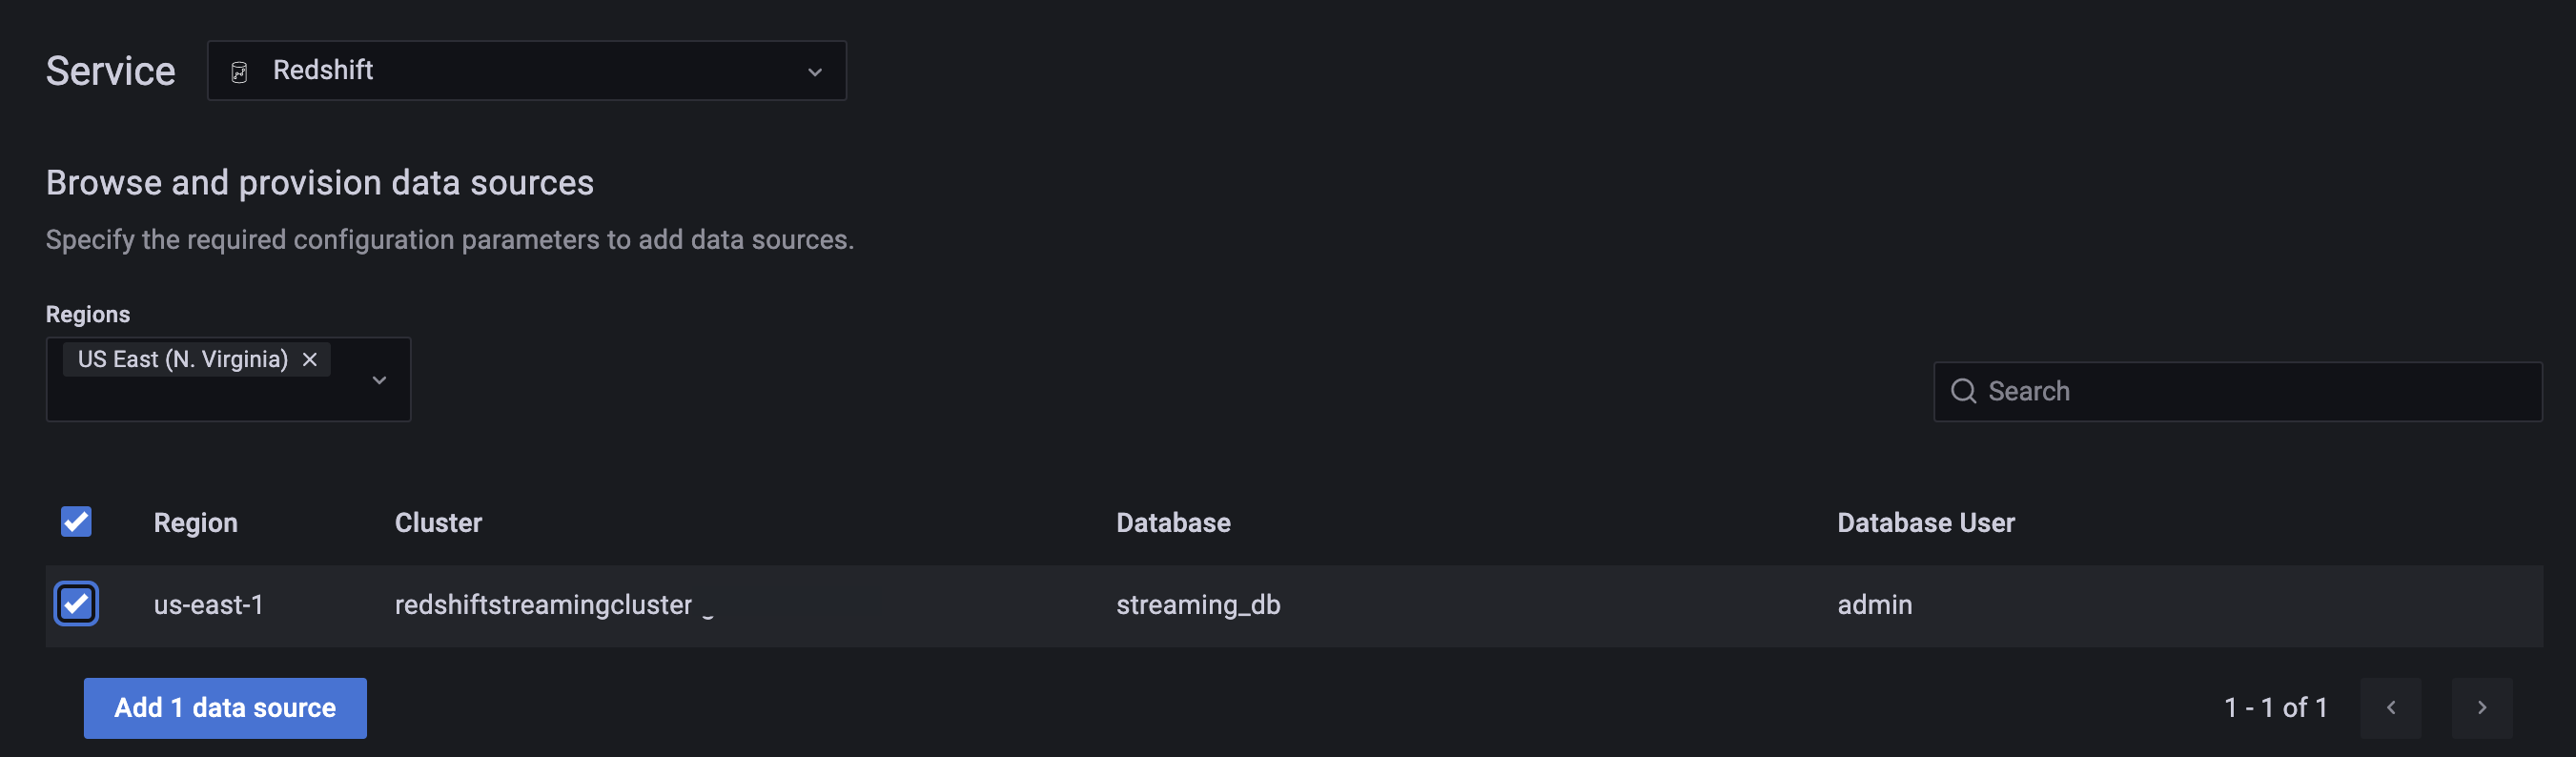 Service Redshift
Browse and provision data sources
Specify the required configuration parameters to add data sources.
Regions
US East (N. Virginia)
Search
Region Cluster Database Database User
us-east-1 redshiftstreamingcluster streaming_db admin
Add 1 data source 1 - 1 of 1